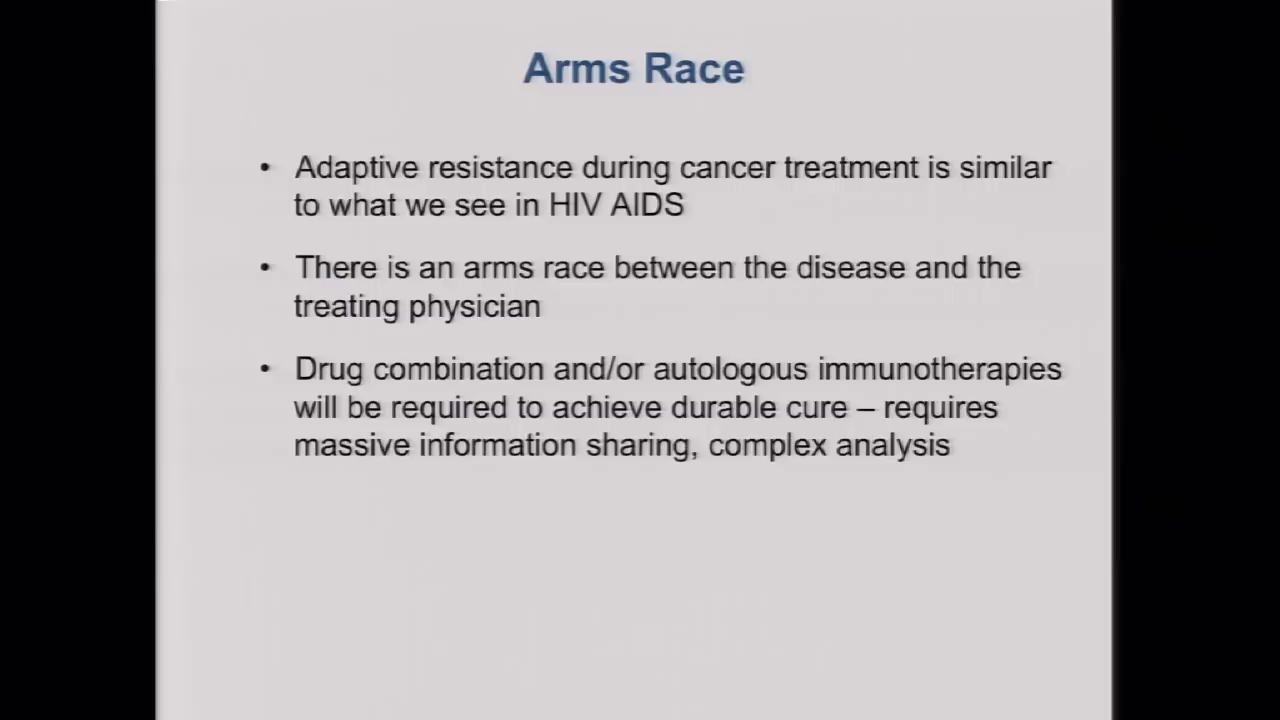 Arms Race
• Adaptive resistance during cancer treatment is similar
to what we see in HIV AIDS
• There is an arms race between the disease and the
treating physician
• Drug combination and/or autologous immunotherapies
will be required to achieve durable cure – requires
massive information sharing, complex analysis